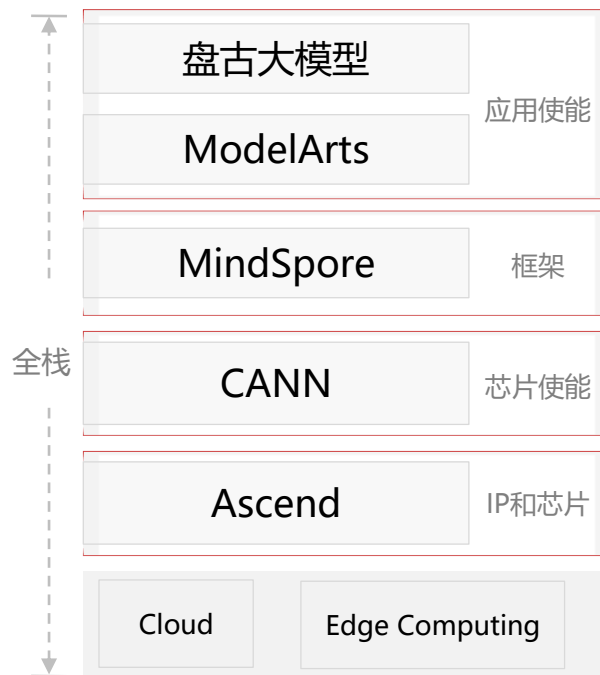 盘古大模型
应用使能
ModelArts
MindSpore
框架
全栈
CANN
芯片使能
Ascend
IP和芯片
Cloud
Edge Computing